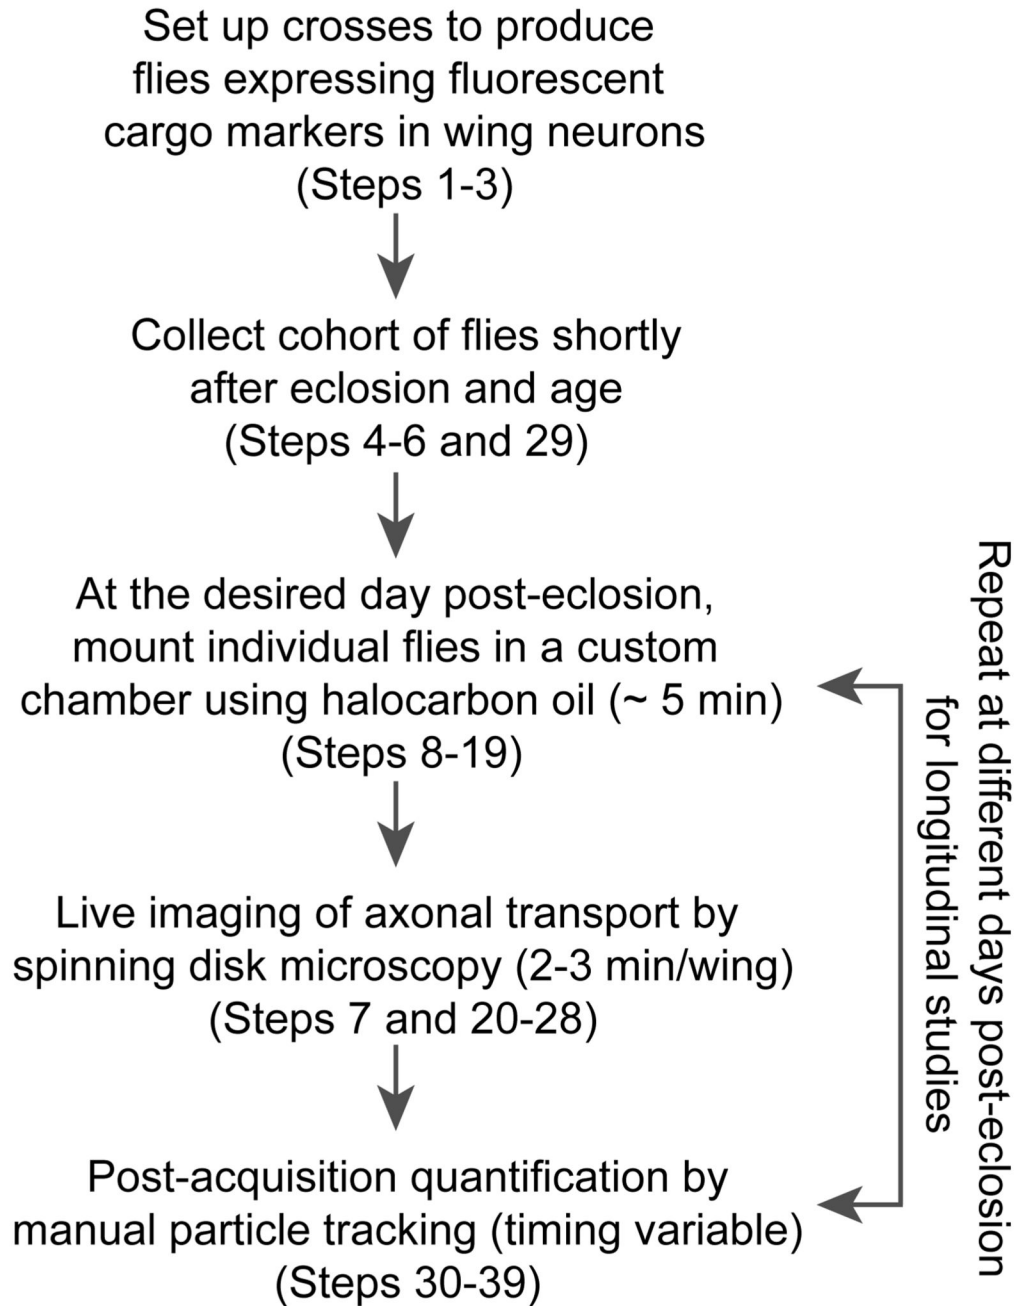 Set up crosses to produce
flies expressing fluorescent
cargo markers in wing neurons
(Steps 1-3)
Collect cohort of flies shortly
after eclosion and age
(Steps 4-6 and 29)
At the desired day post-eclosion,
mount individual flies in a custom
chamber using halocarbon oil (~ 5 min)
(Steps 8-19)
Live imaging of axonal transport by
spinning disk microscopy (2-3 min/wing)
(Steps 7 and 20-28)
Post-acquisition quantification by
manual particle tracking (timing variable)
(Steps 30-39)
Repeat at different days post-eclosion
for longitudinal studies